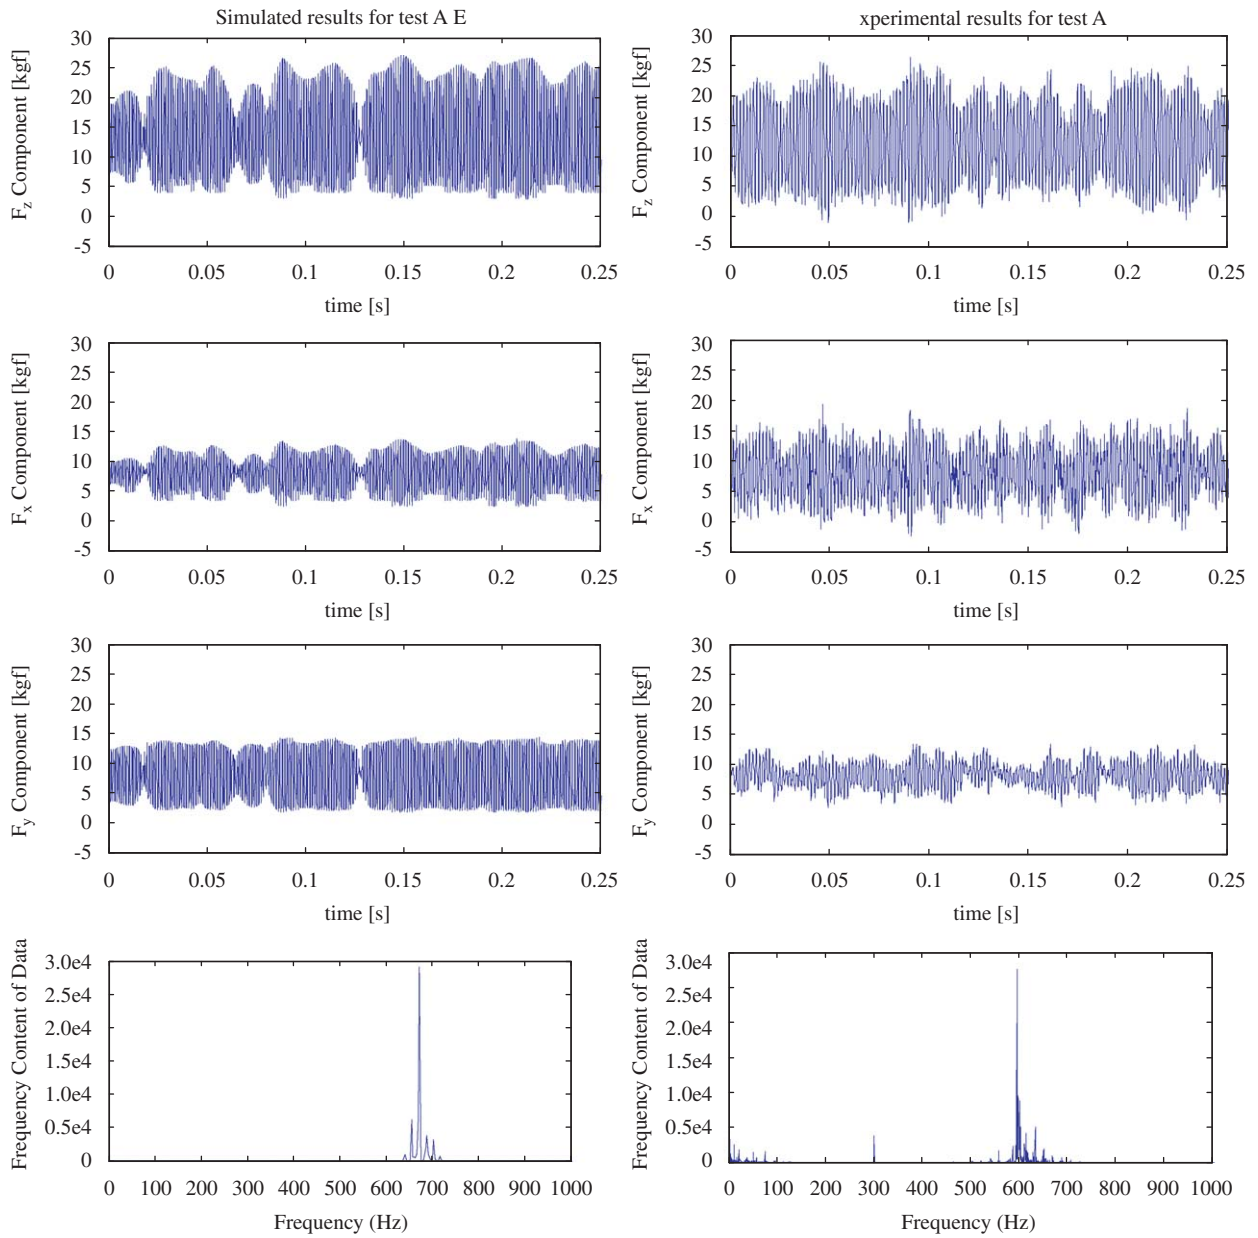 Simulated results for test A E
F_z Component [kgf]
30
25
20
15
10
5
0
-5
0 0.05 0.1 0.15 0.2 0.25
time [s]
xperimental results for test A
F_z Component [kgf]
30
25
20
15
10
5
0
-5
0 0.05 0.1 0.15 0.2 0.25
time [s]
F_x Component [kgf]
30
25
20
15
10
5
0
-5
0 0.05 0.1 0.15 0.2 0.25
time [s]
F_x Component [kgf]
30
25
20
15
10
5
0
-5
0 0.05 0.1 0.15 0.2 0.25
time [s]
F_y Component [kgf]
30
25
20
15
10
5
0
-5
0 0.05 0.1 0.15 0.2 0.25
time [s]
F_y Component [kgf]
30
25
20
15
10
5
0
-5
0 0.05 0.1 0.15 0.2 0.25
time [s]
Frequency Content of Data
3.0e4
2.5e4
2.0e4
1.0e4
0.5e4
0
0 100 200 300 400 500 600 700 800 900 1000
Frequency (Hz)
Frequency Content of Data
3.0e4
2.5e4
2.0e4
1.0e4
0.5e4
0
0 100 200 300 400 500 600 700 800 900 1000
Frequency (Hz)